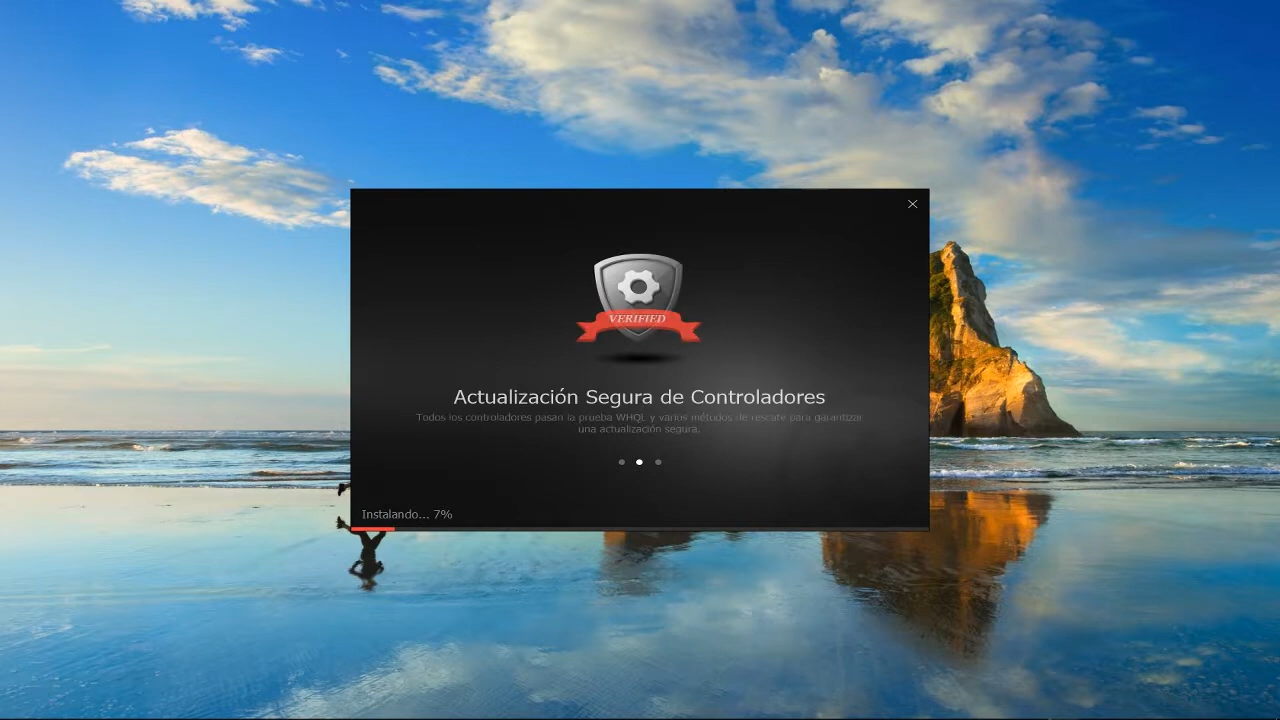 VERIFIED
Actualización Segura de Controladores
Todos los controladores pasan la prueba WHQL y varios métodos de rescate para garantizar
una actualización segura.
Instalando... 7%